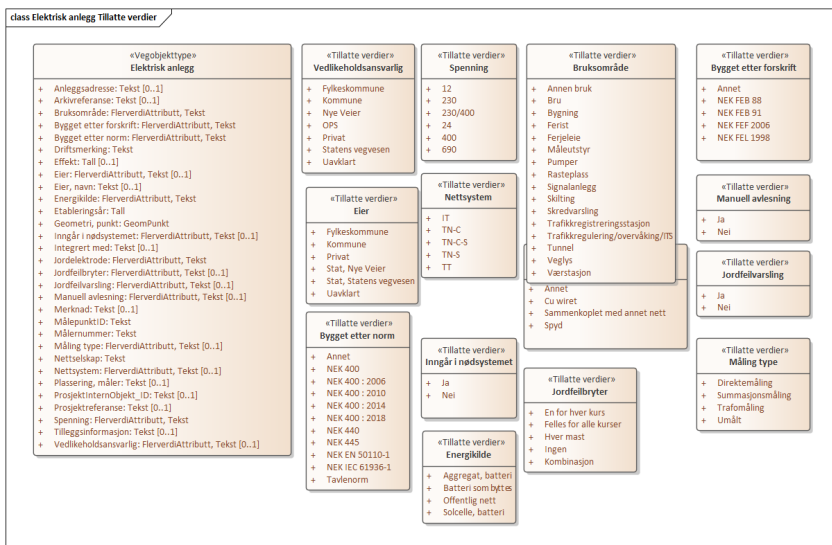 class Elektrisk anlegg Tillatte verdier
«Vegobjekttype»
Elektrisk anlegg
+ Anleggsadresse: Tekst [0..1]
+ Arkivreferanse: Tekst [0..1]
+ Bruksområde: FlerverdiAttributt, Tekst
+ Bygget etter forskrift: FlerverdiAttributt, Tekst
+ Bygget etter norm: FlerverdiAttributt, Tekst
+ Driftsmerking: Tekst
+ Effekt: Tall [0..1]
+ Eier: FlerverdiAttributt, Tekst [0..1]
+ Eier, navn: Tekst [0..1]
+ Energikilde: FlerverdiAttributt, Tekst
+ Etableringsår: Tall
+ Geometri, punkt: GeomPunkt
+ Inngår i nødsystemet: FlerverdiAttributt, Tekst [0..1]
+ Integrert med: Tekst [0..1]
+ Jordelektrode: FlerverdiAttributt, Tekst
+ Jordfeilbryter: FlerverdiAttributt, Tekst
+ Jordfeilvarsling: FlerverdiAttributt, Tekst [0..1]
+ Manuell avlesning: FlerverdiAttributt, Tekst [0..1]
+ Merknad: Tekst [0..1]
+ MålepunktID: Tekst
+ Målernummer: Tekst
+ Måling type: FlerverdiAttributt, Tekst [0..1]
+ Nettselskap: Tekst
+ Nettsystem: FlerverdiAttributt, Tekst [0..1]
+ Plassering, måler: Tekst [0..1]
+ ProsjektInternObjekt_ID: Tekst [0..1]
+ Prosjektreferanse: Tekst [0..1]
+ Spenning: FlerverdiAttributt, Tekst
+ Tilleggsinformasjon: Tekst [0..1]
+ Vedlikeholdsansvarlig: FlerverdiAttributt, Tekst [0..1]
«Tillatte verdier»
Vedlikeholdsansvarlig
+ Fylkeskommune
+ Kommune
+ Nye Veier
+ OPS
+ Privat
+ Statens vegvesen
+ Uavklart
«Tillatte verdier»
Eier
+ Fylkeskommune
+ Kommune
+ Privat
+ Stat, Nye Veier
+ Stat, Statens vegvesen
+ Uavklart
«Tillatte verdier»
Bygget etter norm
+ Annet
+ NEK 400
+ NEK 400 : 2006
+ NEK 400 : 2010
+ NEK 400 : 2014
+ NEK 400 : 2018
+ NEK 440
+ NEK 445
+ NEK EN 50110-1
+ NEK IEC 61936-1
+ Tavlenorm
«Tillatte verdier»
Spenning
+ 12
+ 230
+ 230/400
+ 24
+ 400
+ 690
«Tillatte verdier»
Nettsystem
+ IT
+ TN-C
+ TN-C-S
+ TN-S
+ TT
«Tillatte verdier»
Inngår i nødsystemet
+ Ja
+ Nei
«Tillatte verdier»
Energikilde
+ Aggregat, batteri
+ Batteri som byttes
+ Offentlig nett
+ Solcelle, batteri
«Tillatte verdier»
Bruksområde
+ Annen bruk
+ Bru
+ Bygning
+ Ferist
+ Ferjeleie
+ Måleutstyr
+ Pumper
+ Rasteplass
+ Signalanlegg
+ Skilting
+ Skredvarsling
+ Trafikkregistreringsstasjon
+ Trafikkregulering/overvåking/ITS
+ Tunnel
+ Veglys
+ Værstasjon
+ Annet
+ Cu wiret
+ Sammenkoplet med annet nett
+ Spyd
«Tillatte verdier»
Jordfeilbryter
+ En for hver kurs
+ Felles for alle kurser
+ Hver mast
+ Ingen
+ Kombinasjon
«Tillatte verdier»
Bygget etter forskrift
+ Annet
+ NEK FEB 88
+ NEK FEB 91
+ NEK FEF 2006
+ NEK FEL 1998
«Tillatte verdier»
Manuell avlesning
+ Ja
+ Nei
«Tillatte verdier»
Jordfeilvarsling
+ Ja
+ Nei
«Tillatte verdier»
Måling type
+ Direktemåling
+ Summasjonsmåling
+ Trafomåling
+ Umålt